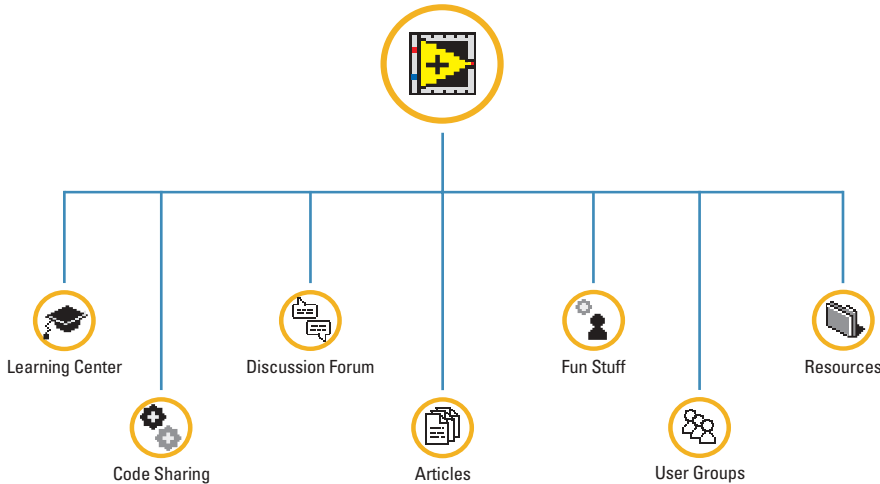 Learning Center
Discussion Forum
Fun Stuff
Resources
Code Sharing
Articles
User Groups